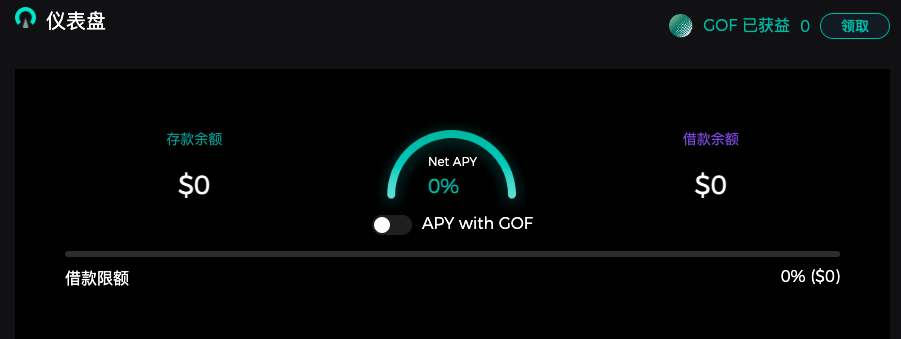 仪表盘
GOF 已获益 0 领取
存款余额
$0
Net APY
0%
借款余额
$0
APY with GOF
借款限额 0% ($0)